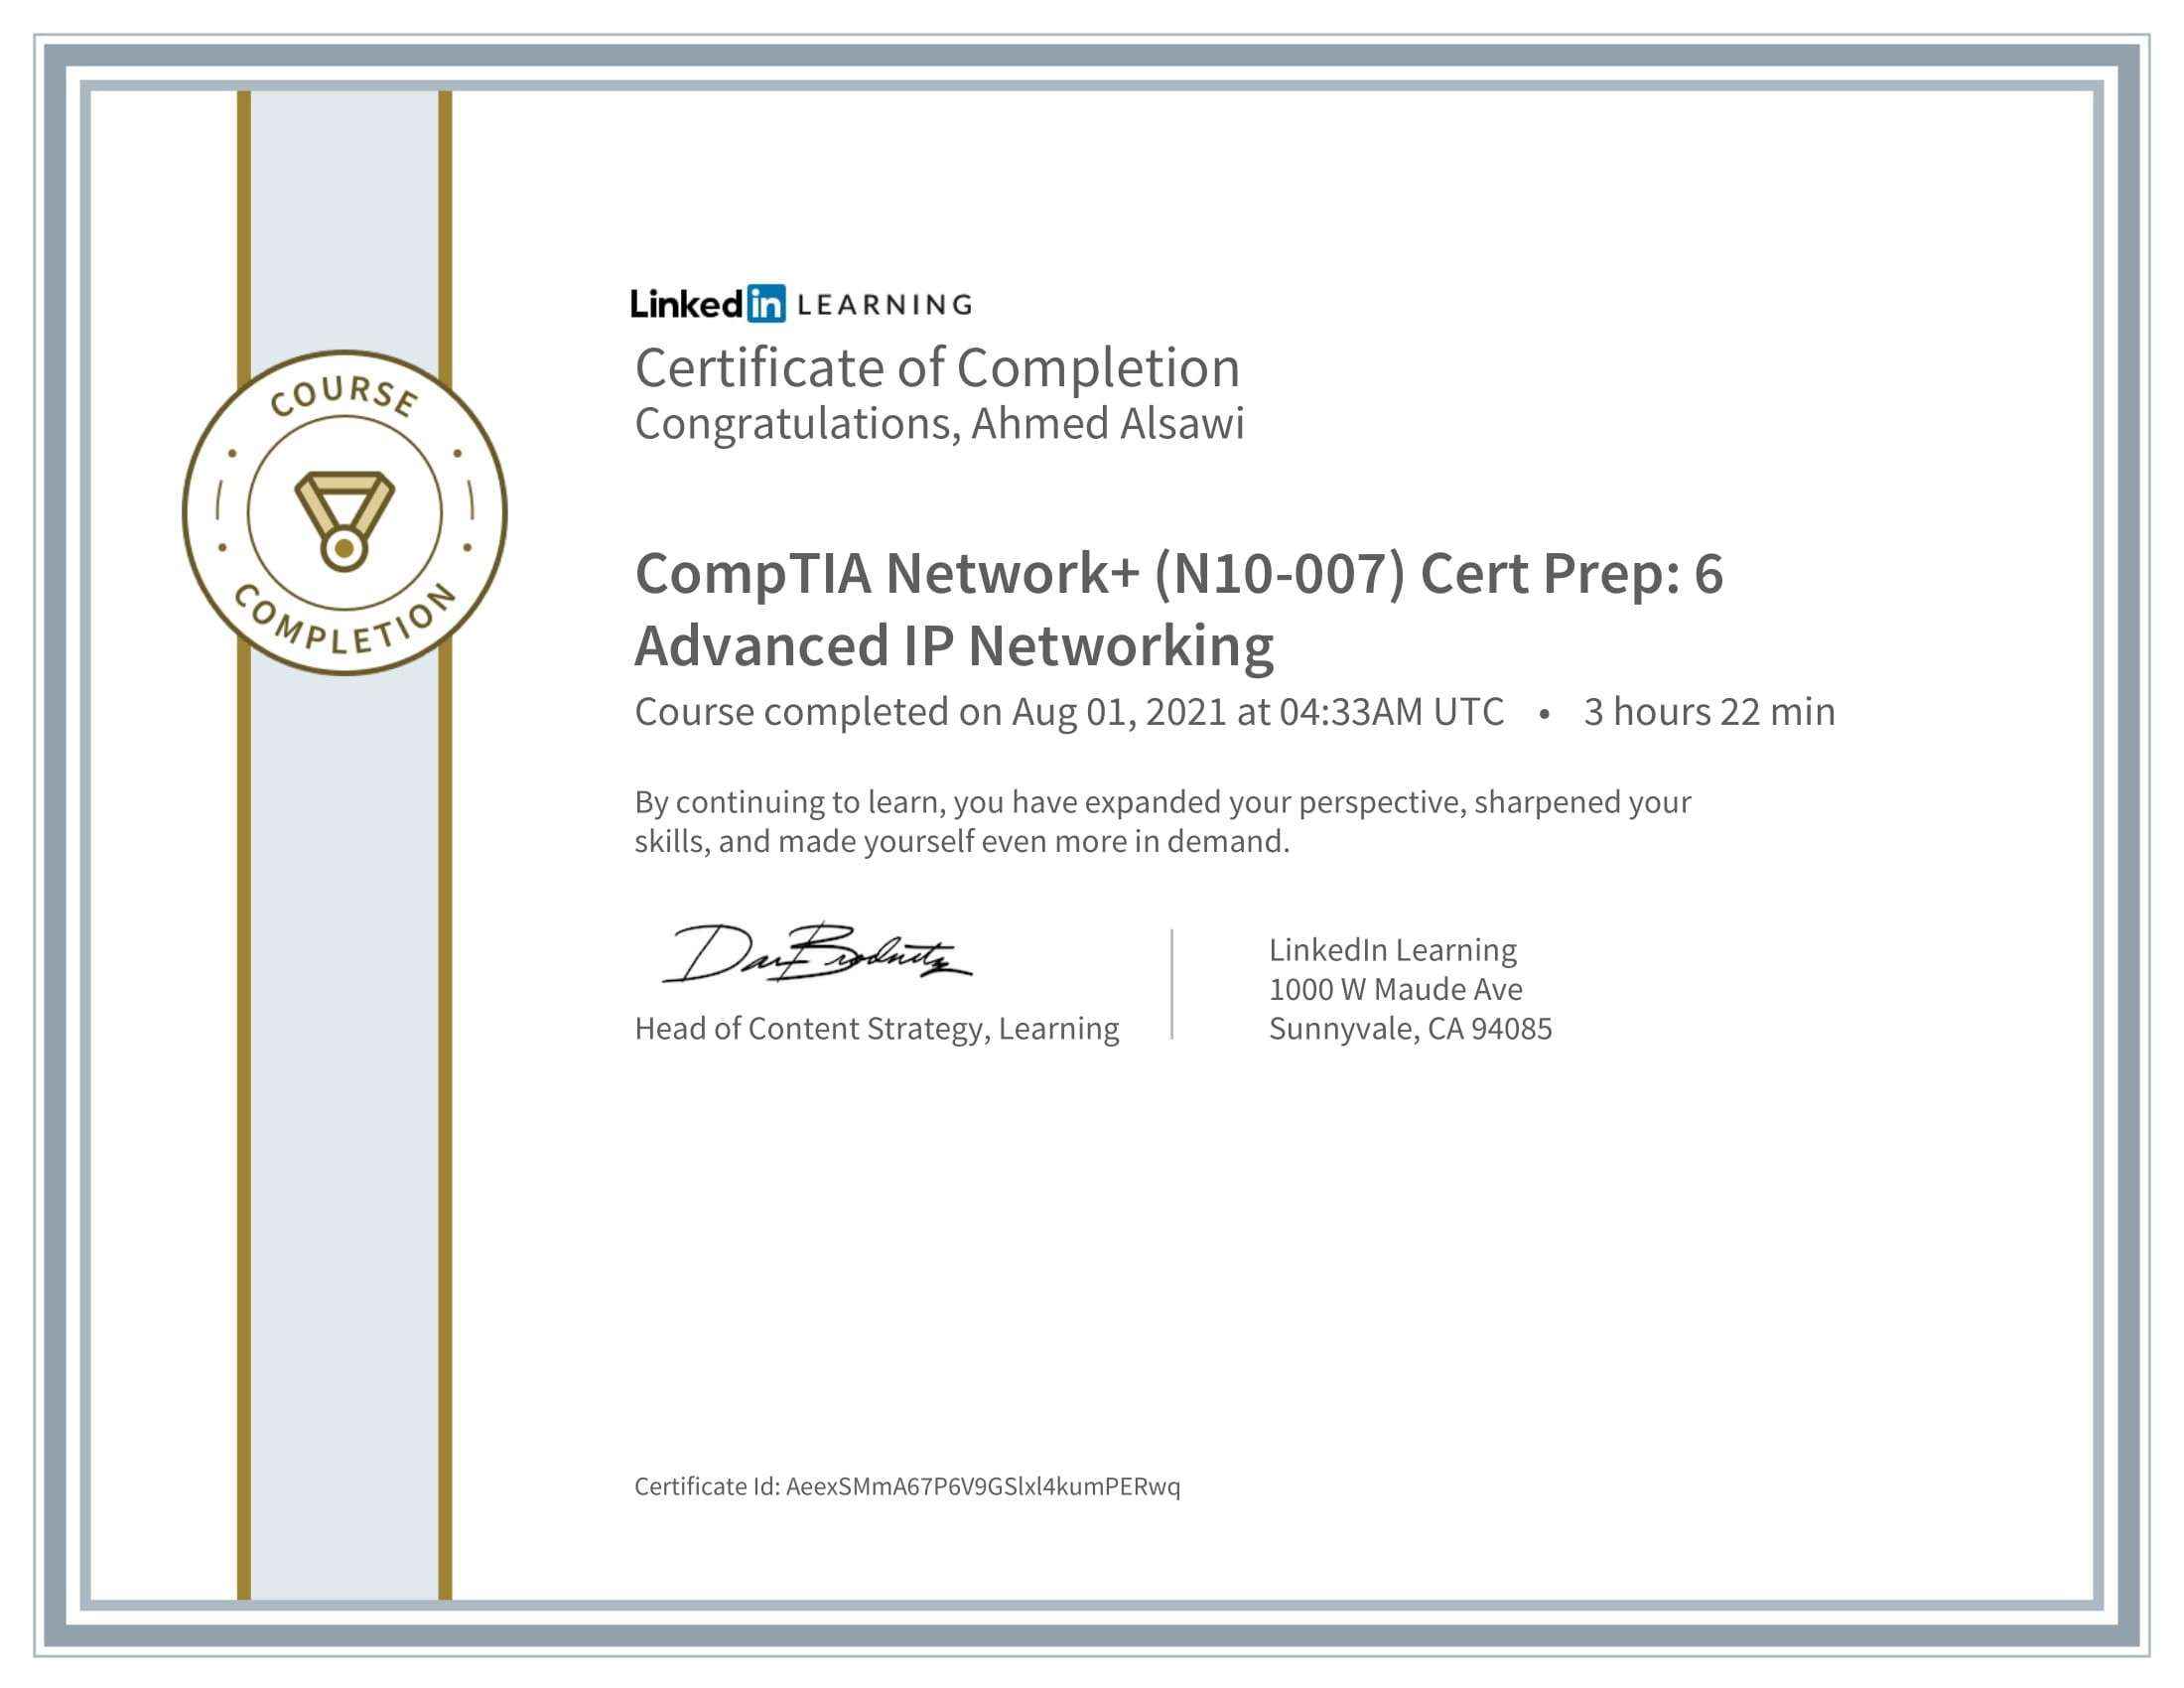 LinkedIn LEARNING
Certificate of Completion
Congratulations, Ahmed Alsawi
COURSE
COMPLETION
CompTIA Network+ (N10-007) Cert Prep: 6
Advanced IP Networking
Course completed on Aug 01, 2021 at 04:33AM UTC • 3 hours 22 min
By continuing to learn, you have expanded your perspective, sharpened your
skills, and made yourself even more in demand.
Head of Content Strategy, Learning
LinkedIn Learning
1000 W Maude Ave
Sunnyvale, CA 94085
Certificate Id: AeexSMmA67P6V9GSlxl4kumPERwq